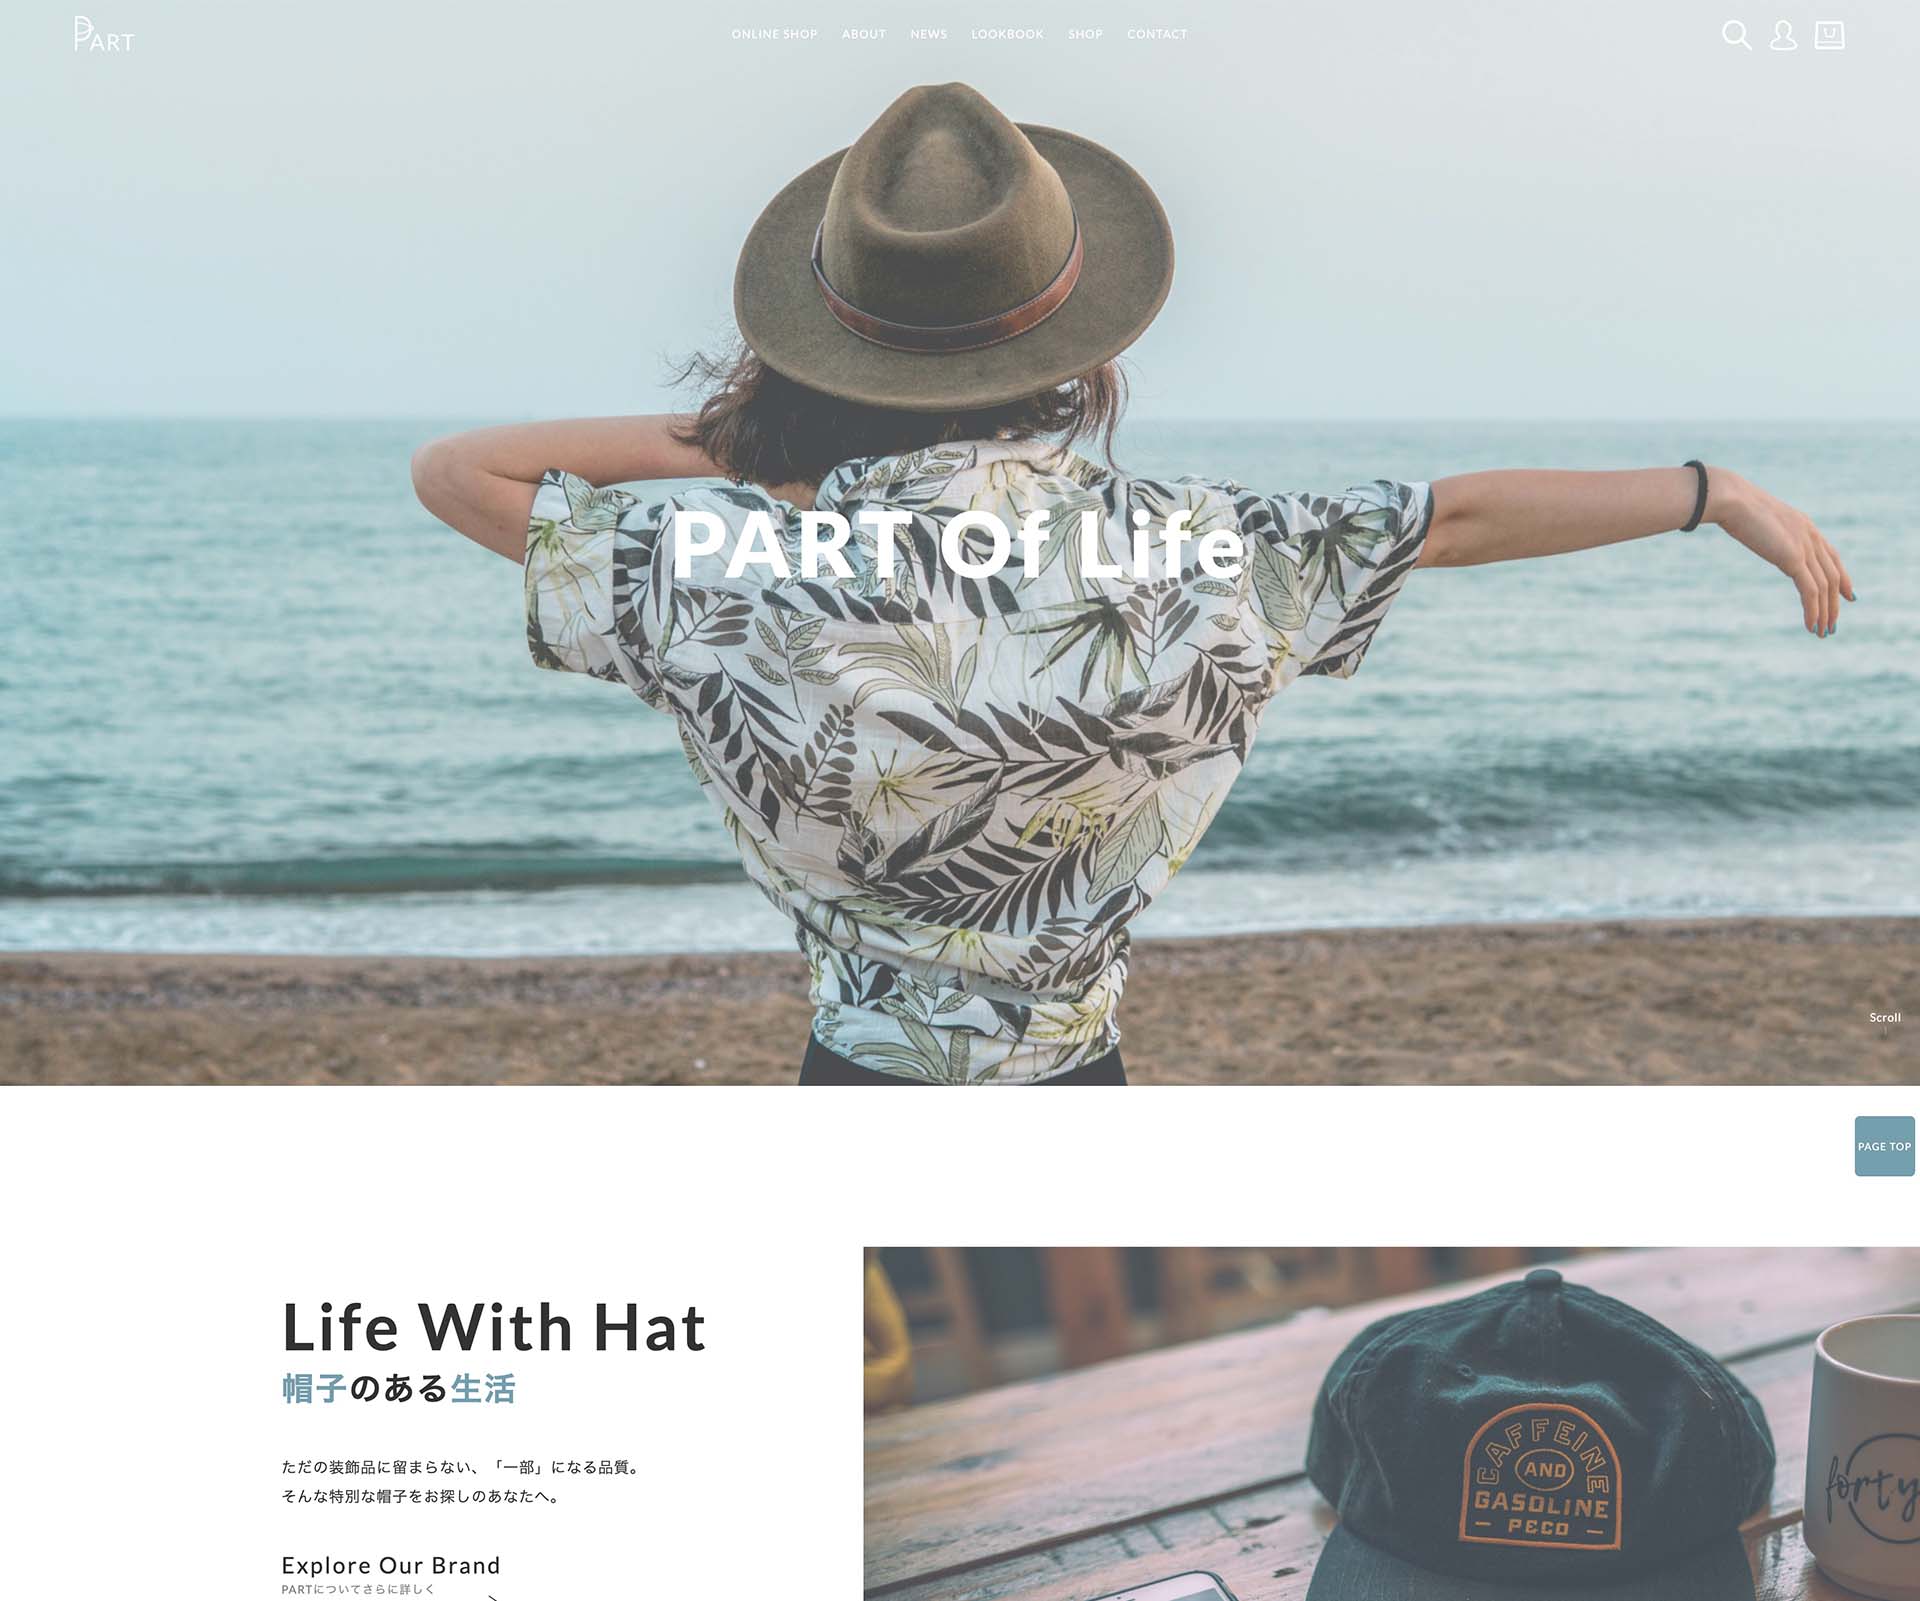 PART
ONLINE SHOP ABOUT NEWS LOOKBOOK SHOP CONTACT
PART Of Life
Scroll
PAGE TOP
Life With Hat
帽子のある生活
ただの装飾品に留まらない、「一部」になる品質。
そんな特別な帽子をお探しのあなたへ。
Explore Our Brand
PARTについてさらに詳しく
CAFFEINE
AND
GASOLINE
— P&CO —
forty